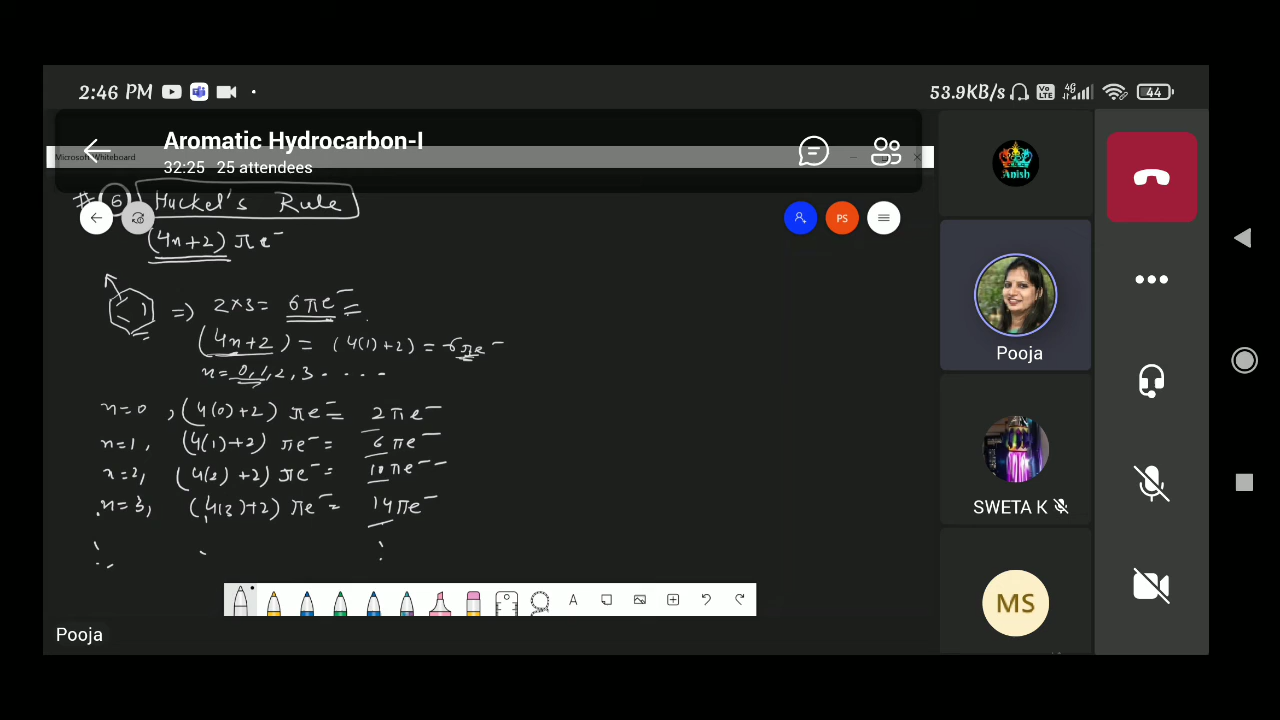 2:46 PM
53.9KB/s Vo LTE 4G 44
Aromatic Hydrocarbon-I
32:25 25 attendees
Microsoft Whiteboard
# 6 Huckel's Rule
(4n+2) πe⁻
PS
⇒ 2×3= 6πe⁻
(4n+2) = (4(1)+2) = 6πe⁻
n=0,1,2,3....
n=0, (4(0)+2) πe⁻= 2πe⁻
n=1, (4(1)+2) πe⁻= 6πe⁻
n=2, (4(2)+2) πe⁻= 10πe⁻
n=3, (4(3)+2) πe⁻= 14πe⁻
A
Pooja
Anish
Pooja
SWETA K
MS